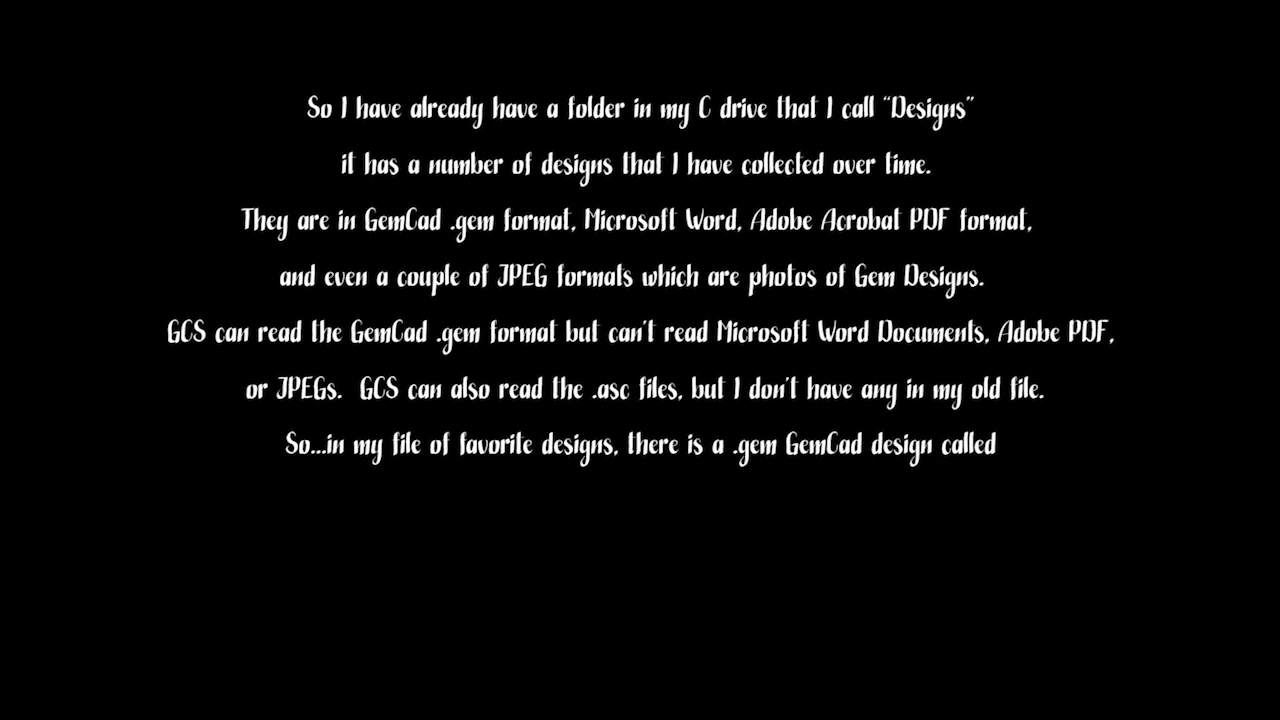 So I have already have a folder in my C drive that I call “Designs”
it has a number of designs that I have collected over time.
They are in GemCad .gem format, Microsoft Word, Adobe Acrobat PDF format,
and even a couple of JPEG formats which are photos of Gem Designs.
GCS can read the GemCad .gem format but can't read Microsoft Word Documents, Adobe PDF,
or JPEGs.  GCS can also read the .asc files, but I don't have any in my old file.
So...in my file of favorite designs, there is a .gem GemCad design called